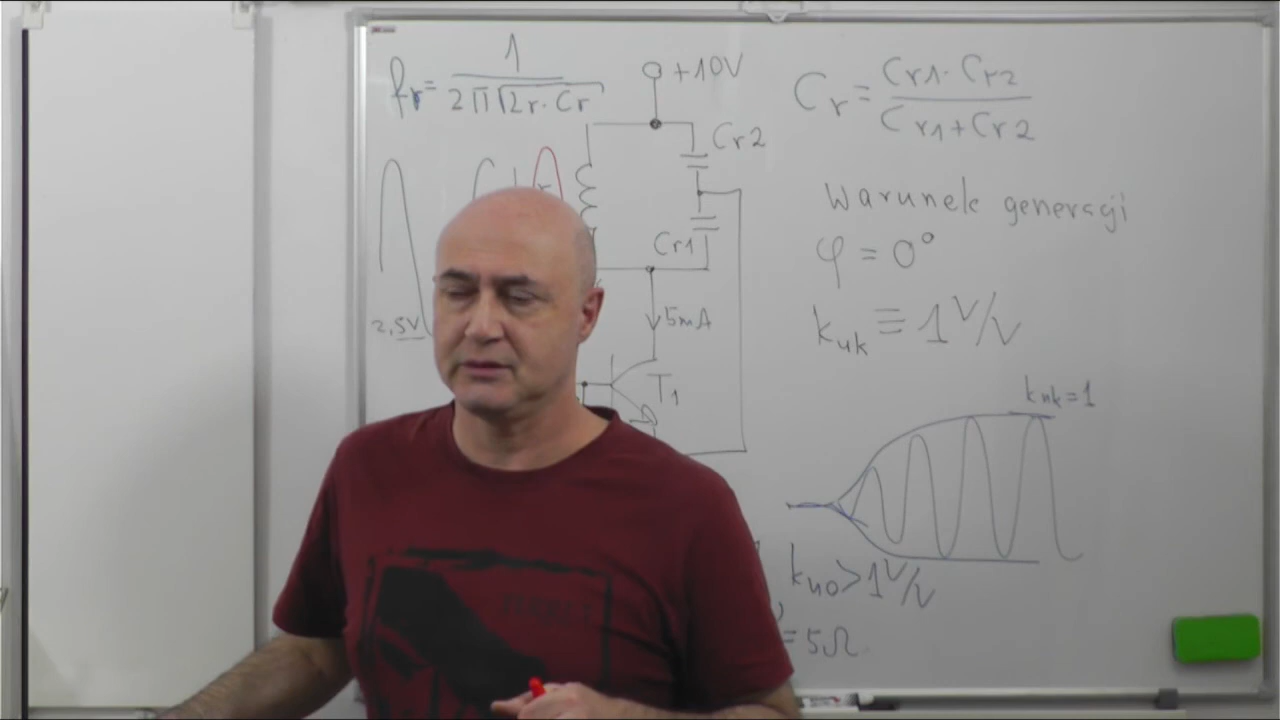 fr = 1 / 2π√Lr·Cr
+10V
Cr = Cr1·Cr2 / Cr1+Cr2
Cr2
Warunek generacji
Cr1
φ = 0°
2,5V
5mA
kuk ≡ 1 V/V
T1
kuk=1
kuo>1 V/V
=5Ω